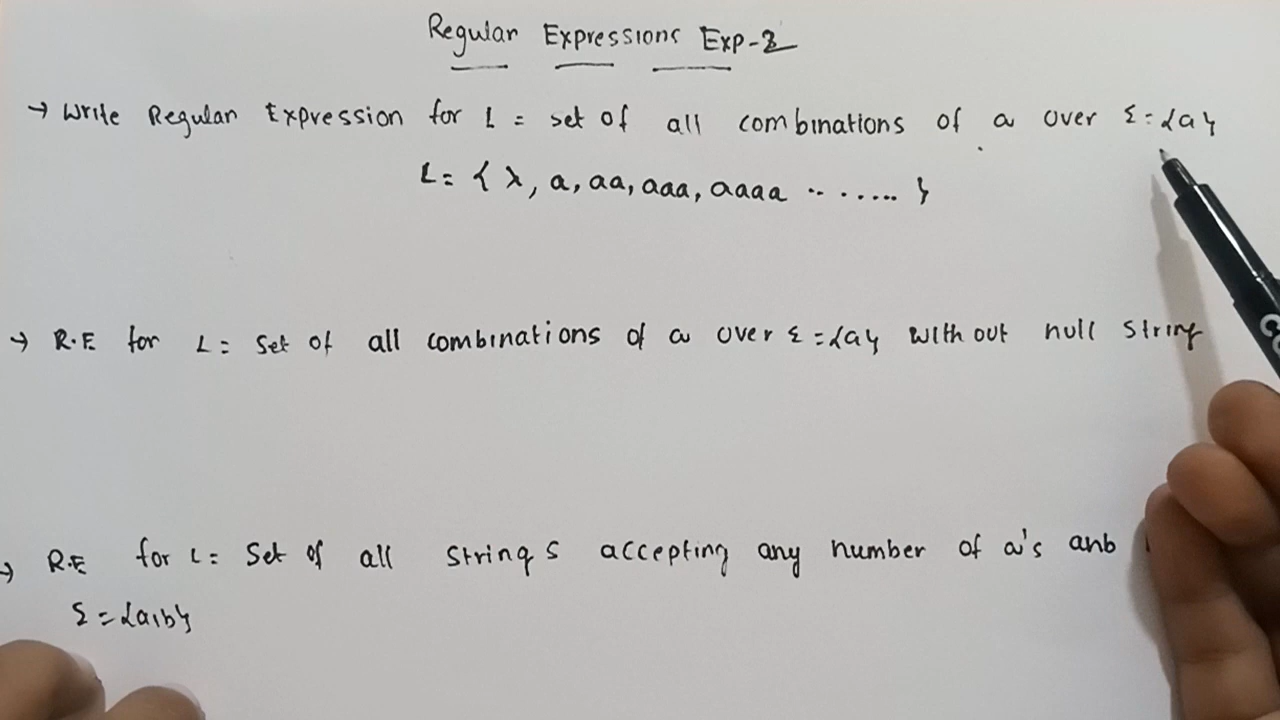 Regular Expressions Exp-2
→ Write Regular Expression for L = set of all combinations of a over Σ={a}
L= { λ, a, aa, aaa, aaaa .. ..... }
→ R.E for L= Set of all combinations of a over Σ={a} with out null string
→ R.E for L= Set of all strings accepting any number of a's anb
Σ={a,b}